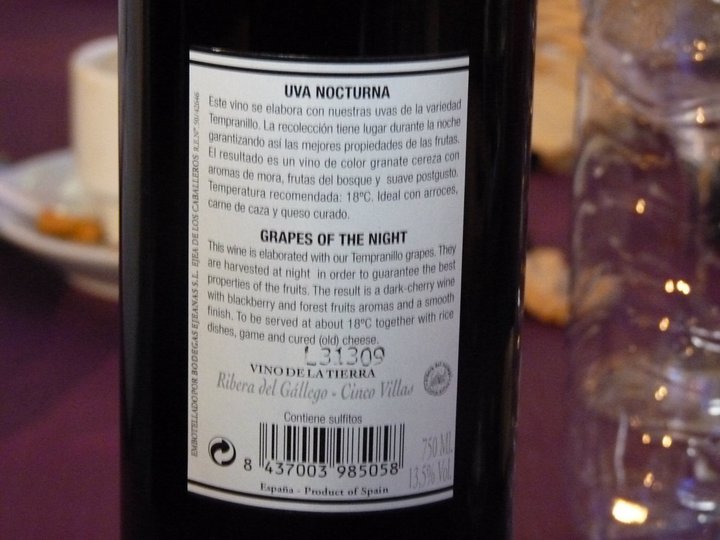 UVA NOCTURNA
Este vino se elabora con nuestras uvas de la variedad
Tempranillo. La recolección tiene lugar durante la noche
garantizando así las mejores propiedades de las frutas.
El resultado es un vino de color granate cereza con
aromas de mora, frutas del bosque y suave postgusto.
Temperatura recomendada: 18ºC. Ideal con arroces,
carne de caza y queso curado.
GRAPES OF THE NIGHT
This wine is elaborated with our Tempranillo grapes. They
are harvested at night in order to guarantee the best
properties of the fruits. The result is a dark-cherry wine
with blackberry and forest fruits aromas and a smooth
finish. To be served at about 18ºC together with rice
dishes, game and cured (old) cheese.
L31309
VINO DE LA TIERRA
Ribera del Gállego - Cinco Villas
Contiene sulfitos
8 437003 985058
750 ML
13,5% Vol.
España - Product of Spain
EMBOTELLADO POR BODEGAS EJEANAS S.L. EJEA DE LOS CABALLEROS